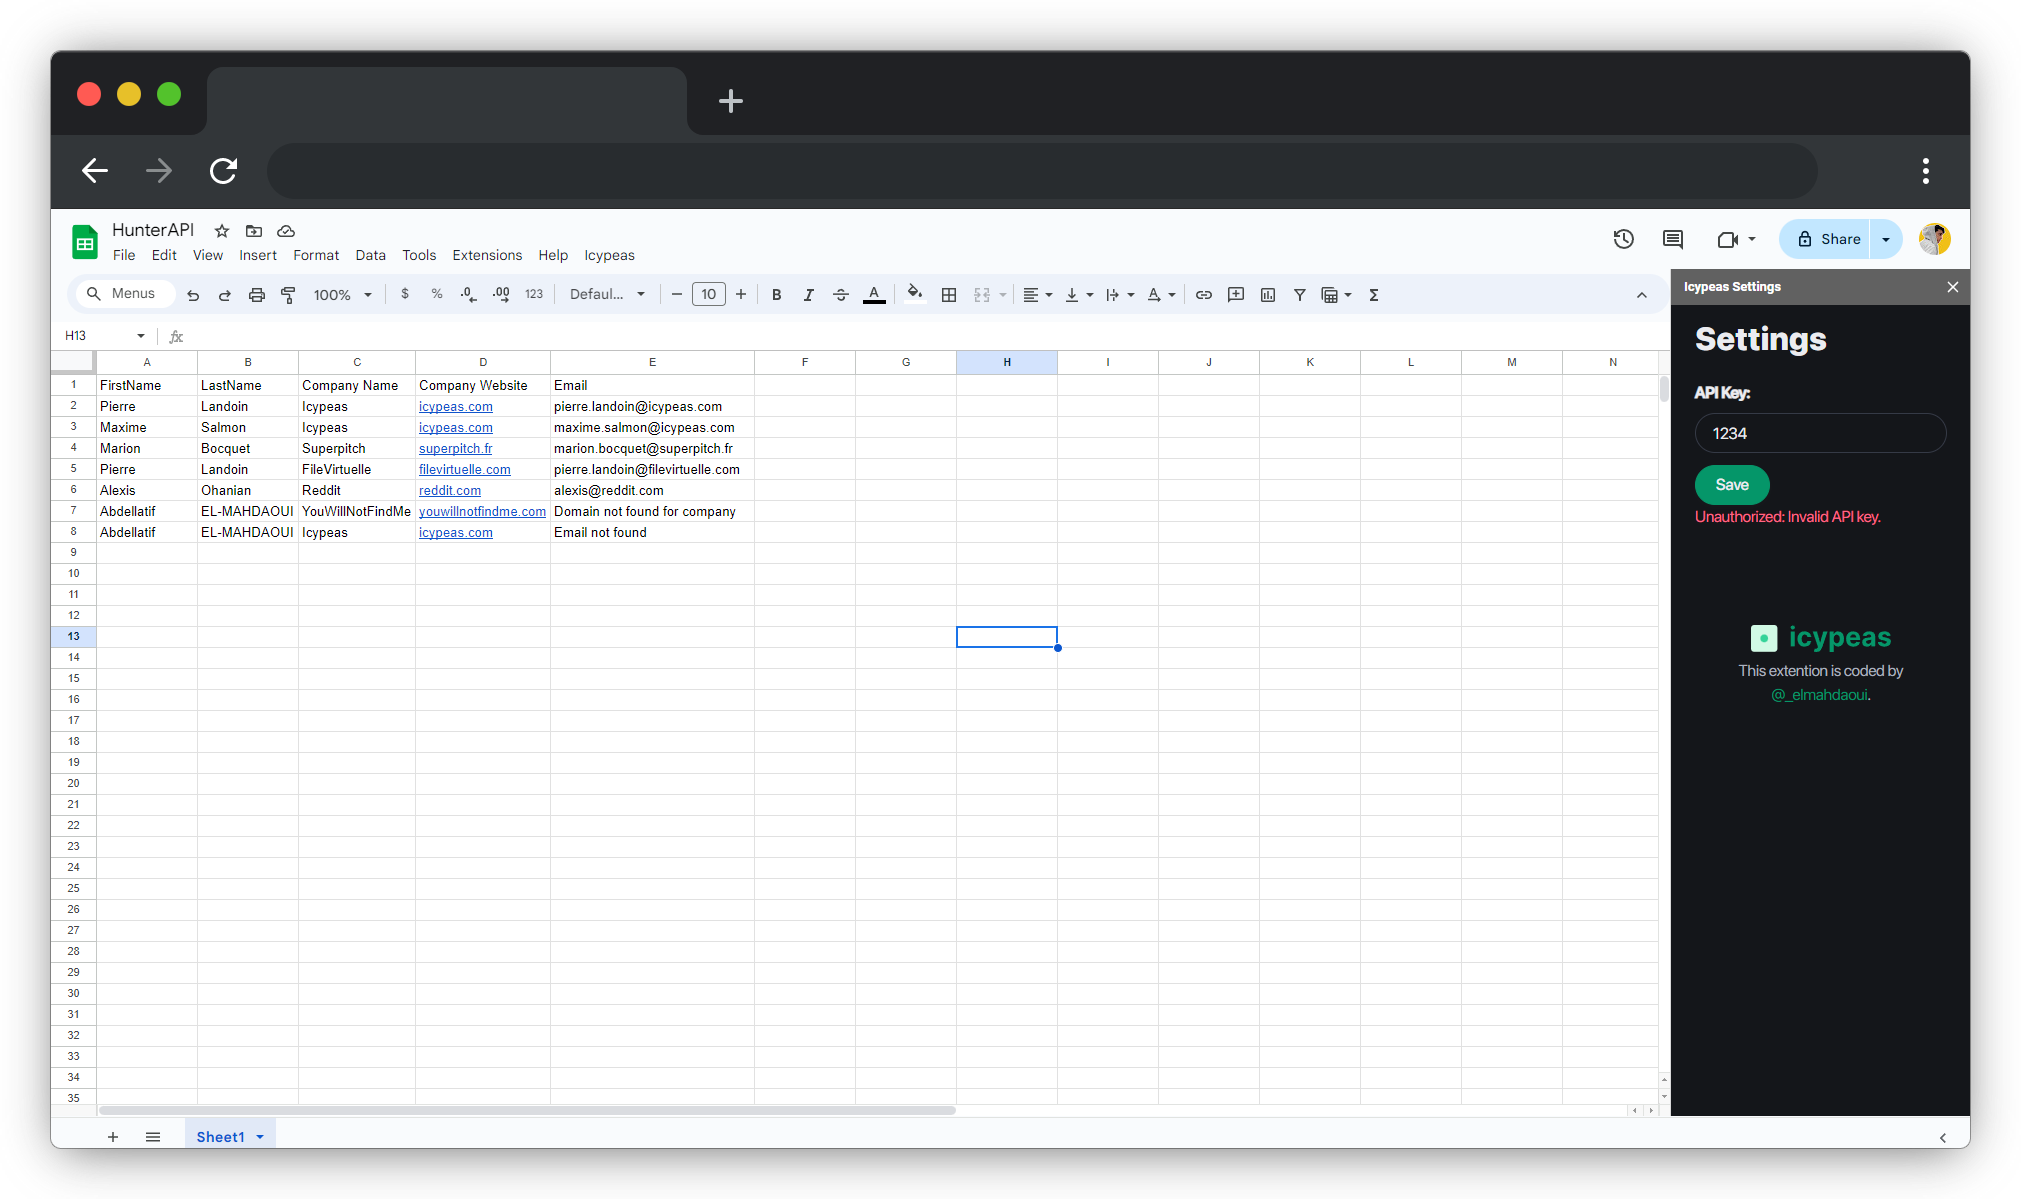 HunterAPI
File Edit View Insert Format Data Tools Extensions Help Icypeas
Share
Menus 100% $ % .0 .00 123 Defaul... 10 B I A
Icypeas Settings
H13 fx
Settings
A B C D E F G H I J K L M N
1 FirstName LastName Company Name Company Website Email
2 Pierre Landoin Icypeas icypeas.com pierre.landoin@icypeas.com
3 Maxime Salmon Icypeas icypeas.com maxime.salmon@icypeas.com
4 Marion Bocquet Superpitch superpitch.fr marion.bocquet@superpitch.fr
5 Pierre Landoin FileVirtuelle filevirtuelle.com pierre.landoin@filevirtuelle.com
6 Alexis Ohanian Reddit reddit.com alexis@reddit.com
7 Abdellatif EL-MAHDAOUI YouWillNotFindMe youwillnotfindme.com Domain not found for company
8 Abdellatif EL-MAHDAOUI Icypeas icypeas.com Email not found
9
10
11
12
13
14
15
16
17
18
19
20
21
22
23
24
25
26
27
28
29
30
31
32
33
34
35
API Key:
1234
Save
Unauthorized: Invalid API key.
icypeas
This extention is coded by
@_elmahdaoui.
Sheet1